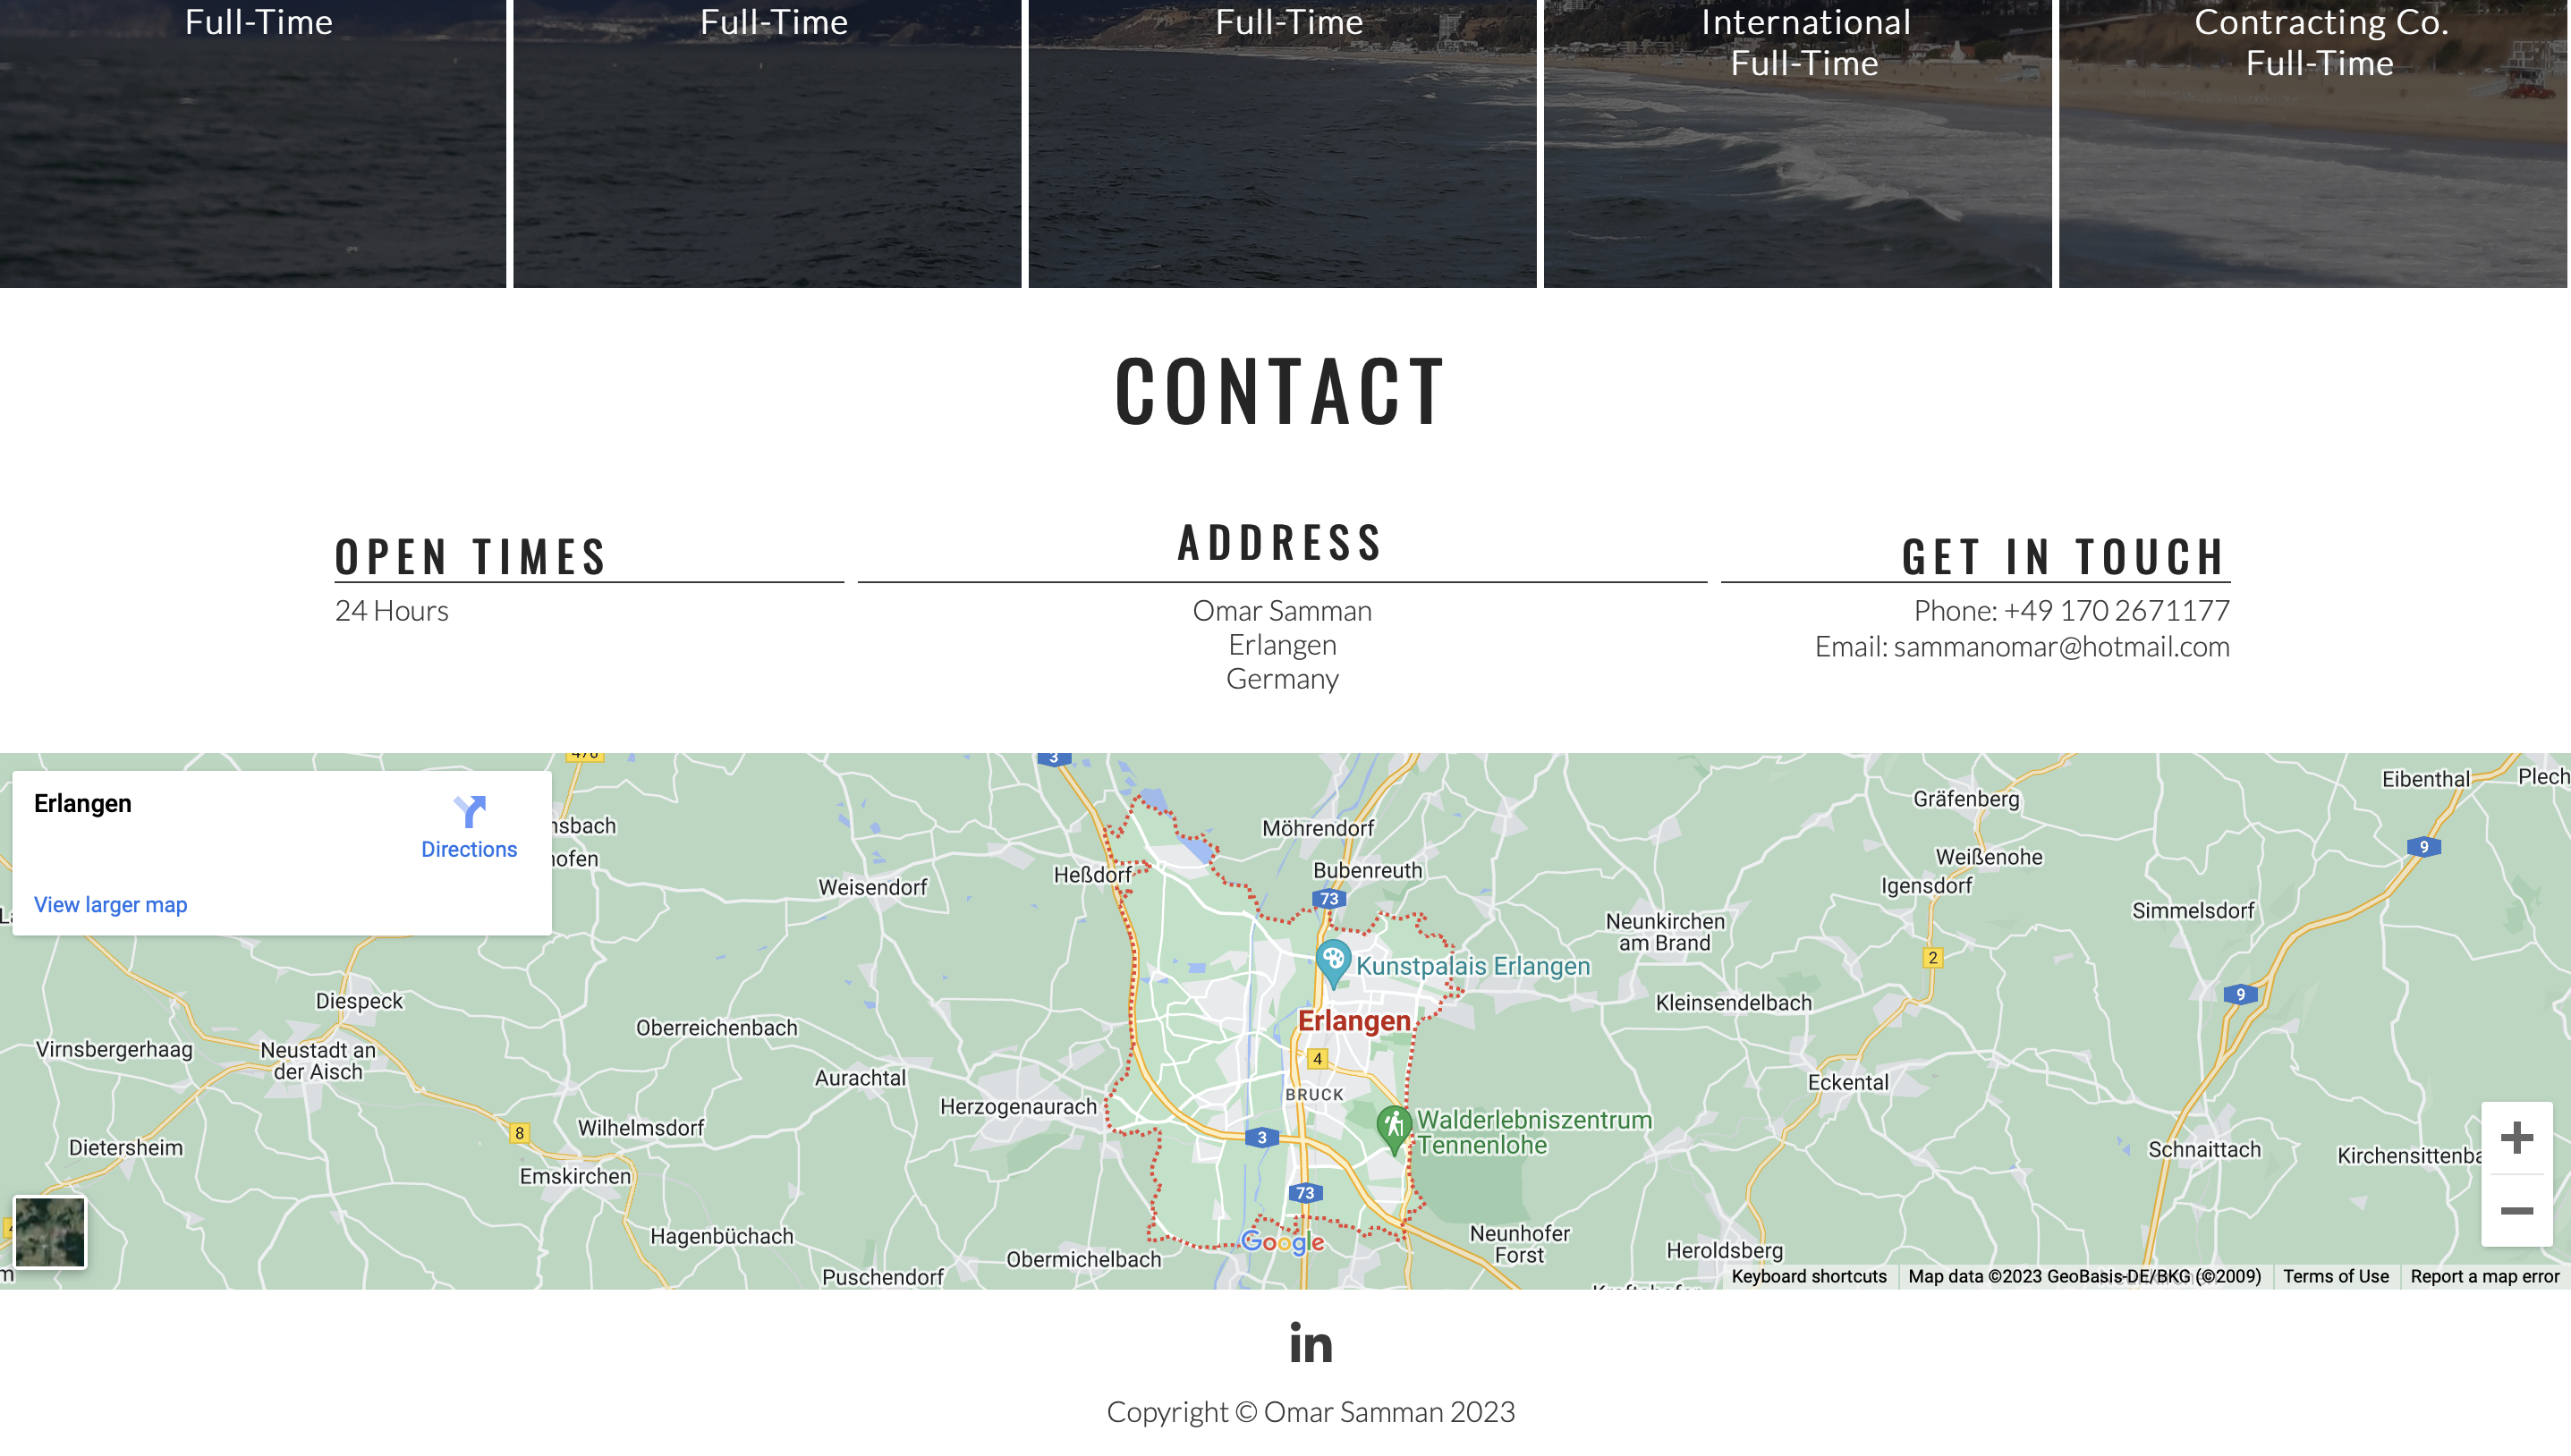 Full-Time
Full-Time
Full-Time
International
Full-Time
Contracting Co.
Full-Time
CONTACT
OPEN TIMES
24 Hours
ADDRESS
Omar Samman
Erlangen
Germany
GET IN TOUCH
Phone: +49 170 2671177
Email: sammanomar@hotmail.com
Erlangen
Directions
View larger map
3
Eibenthal
Plech
Gräfenberg
Möhrendorf
9
Weißenohe
Bubenreuth
Heßdorf
Igensdorf
Weisendorf
73
Simmelsdorf
Neunkirchen
am Brand
2
Kunstpalais Erlangen
9
Diespeck
Kleinsendelbach
Erlangen
Oberreichenbach
Virnsbergerhaag
Neustadt an
der Aisch
4
Aurachtal
Eckental
BRUCK
Herzogenaurach
Walderlebniszentrum
Tennenlohe
Wilhelmsdorf
8
3
Dietersheim
Schnaittach
Kirchensittenba
Emskirchen
73
Hagenbüchach
Neunhofer
Forst
Google
Heroldsberg
Obermichelbach
Puschendorf
Keyboard shortcuts
Map data ©2023 GeoBasis-DE/BKG (©2009)
Terms of Use
Report a map error
in
Copyright © Omar Samman 2023